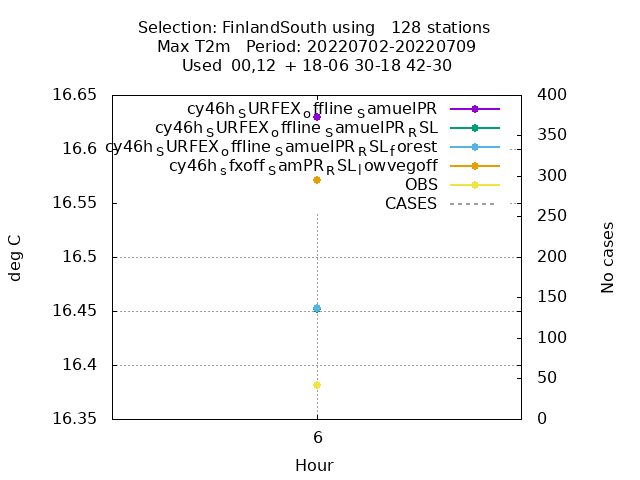 Selection: FinlandSouth using   128 stations
Max T2m   Period: 20220702-20220709
Used  00,12  + 18-06 30-18 42-30
16.65
16.6
16.55
16.5
16.45
16.4
16.35
400
350
300
250
200
150
100
50
0
cy46h_SURFEX_offline_SamuelPR
cy46h_SURFEX_offline_SamuelPR_RSL
cy46h_SURFEX_offline_SamuelPR_RSL_forest
cy46h_sfxoff_SamPR_RSL_lowvegoff
OBS
CASES
deg C
No cases
6
Hour